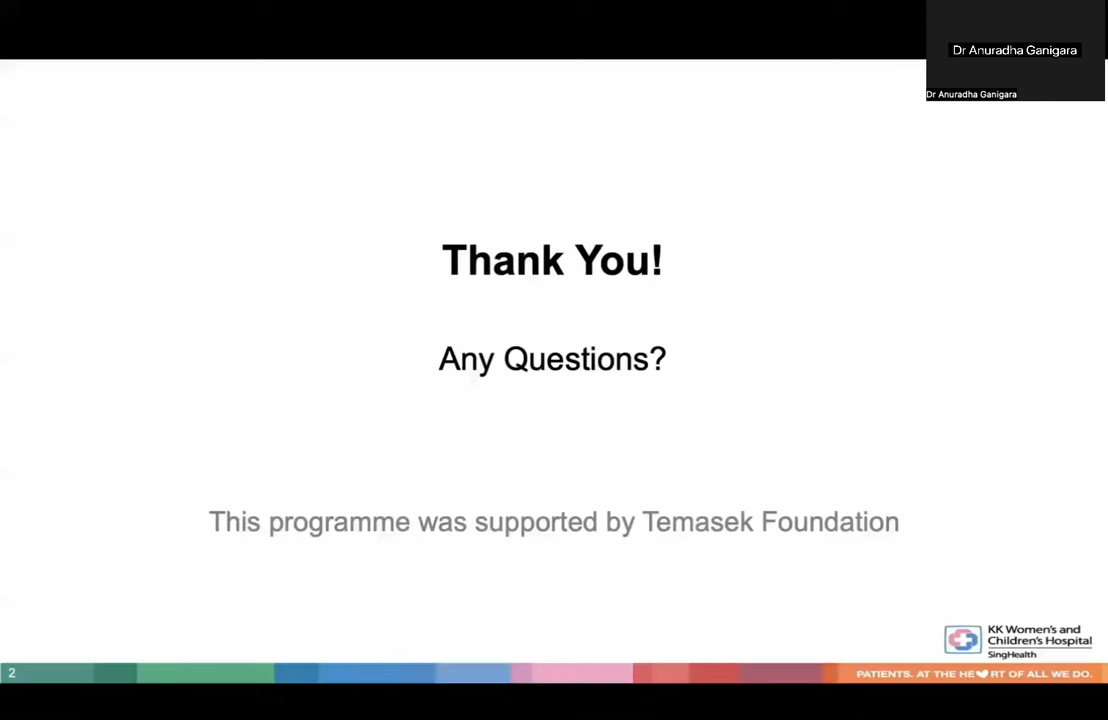 Dr Anuradha Ganigara
Dr Anuradha Ganigara
Thank You!
Any Questions?
This programme was supported by Temasek Foundation
KK Women's and
Children's Hospital
SingHealth
2
PATIENTS. AT THE HE RT OF ALL WE DO.